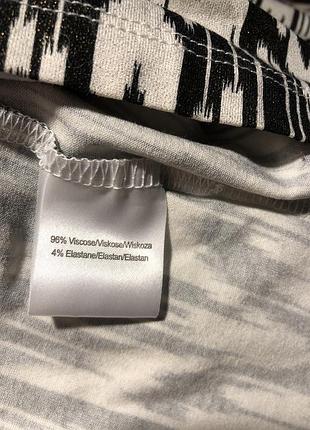 96% Viscose/Viskose/Wiskoza
4% Elastane/Elastan/Elastan